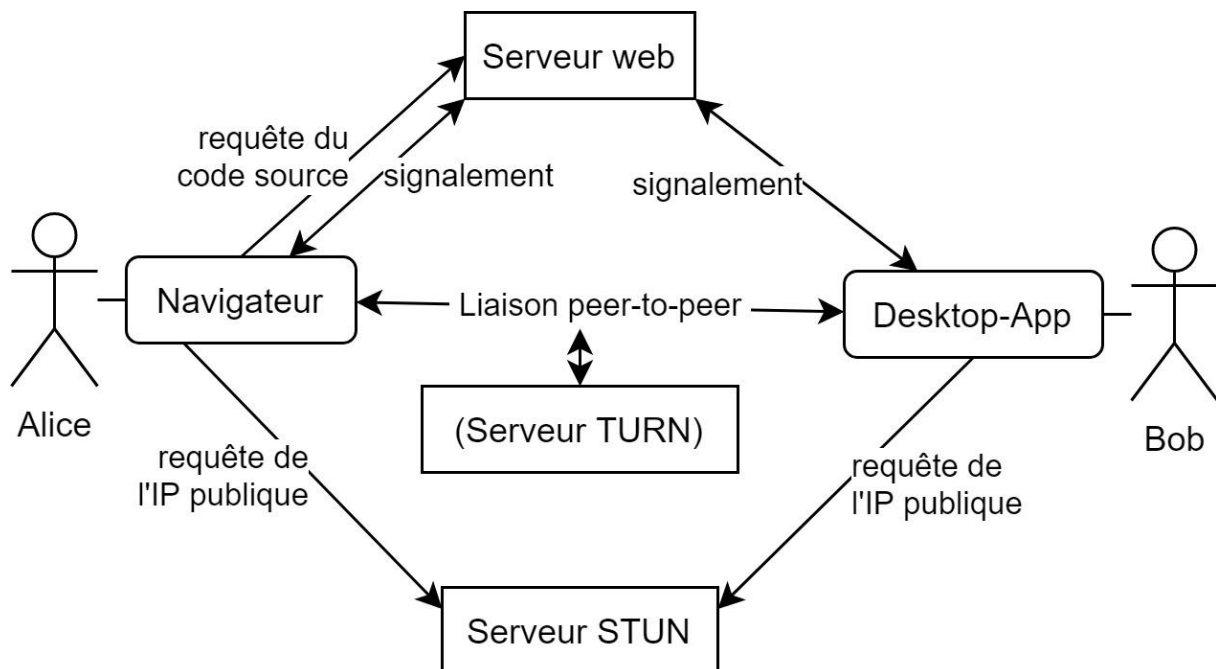 Serveur web
requête du
code source
signalement
signalement
Navigateur
Liaison peer-to-peer
Desktop-App
Alice
(Serveur TURN)
Bob
requête de
l'IP publique
requête de
l'IP publique
Serveur STUN